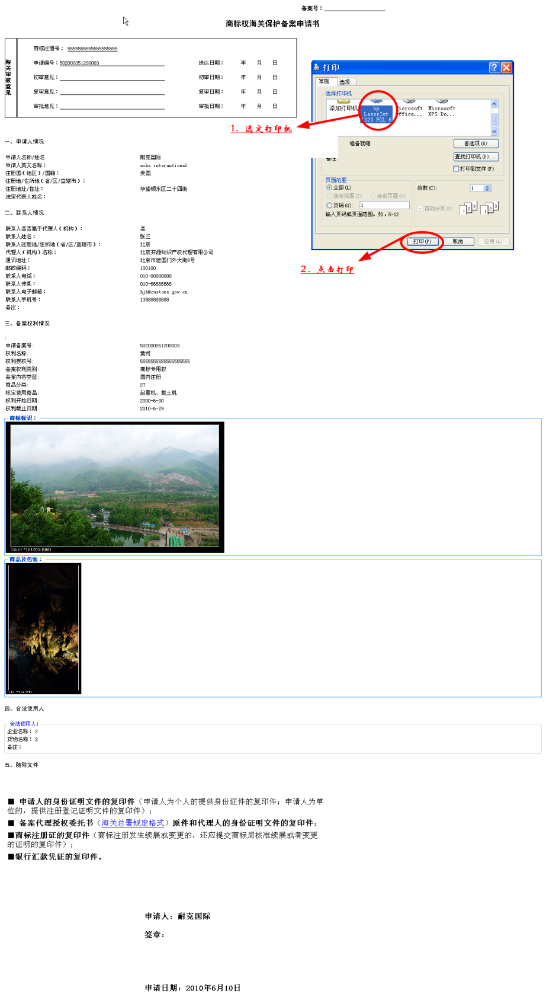 备案号：
商标权海关保护备案申请书
海关审核意见
商标注册号： 5555555555555555555
申请编号：502000051200003 送达日期： 年 月 日
初审意见： 初审日期： 年 月 日
复审意见： 复审日期： 年 月 日
审批意见： 审批日期： 年 月 日
打印
常规 选项
选择打印机
添加打印机 hp LaserJet 1320 PCL 6 Microsoft Office... Microsoft XPS Do...
1、选定打印机
准备就绪 首选项(R)
备注: 查找打印机(D)...
打印到文件(F)
页面范围
全部(L) 份数(C): 1
选定范围(T) 当前页面(U)
页码(G): 1 自动分页(O)
输入页码或页面范围。如，5-12
打印(P) 取消 应用(A)
2、点击打印
一、申请人情况
申请人名称/姓名 耐克国际
申请人英文名称： nike interantional
注册国（地区）/国籍： 美国
注册地/住所地（省/区/直辖市）：
注册地址/住址： 华盛顿东区二十四街
法定代表人姓名：
二、联系人情况
联系人是否属于代理人（机构）： 是
联系人姓名： 张三
联系人注册地/住所地（省/区/直辖市）： 北京
代理人（机构）名称： 北京开源知识产权代理有限公司
通讯地址： 北京市建国门外大街6号
邮政编码： 100100
联系人电话： 010-88888888
联系人传真： 010-66666666
联系人电子邮箱： hjh@customs.gov.cn
联系人手机号： 13988888888
备注：
三、备案权利情况
:
申请备案号: 502000051200003
权利名称: 黄河
权利授权号: 5555555555555555555
备案权利类别: 商标专用权
备案内容类型: 国内注册
商品分类: 27
核定使用商品: 起重机、推土机
权利开始日期: 2000-6-30
权利截止日期: 2010-6-29
商标标识：
商品及包装：
四、合法使用人
合法使用人1
企业名称： 2
货物名称： 2
备注：
五、随附文件
■ 申请人的身份证明文件的复印件（申请人为个人的提供身份证件的复印件；申请人为单
位的，提供注册登记证明文件的复印件）；
■ 备案代理授权委托书（海关总署规定格式）原件和代理人的身份证明文件的复印件；
■商标注册证的复印件（商标注册发生续展或变更的，还应提交商标局核准续展或者变更
的证明的复印件）；
■银行汇款凭证的复印件。
申请人：耐克国际
签章：
申请日期：2010年6月10日